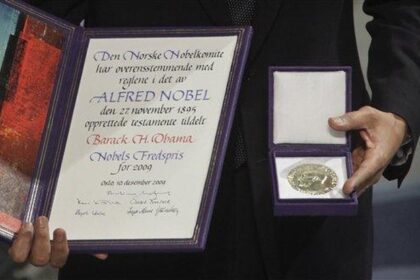 Den Norske Nobelkomite
har overensstemmende med
reglene i det av
ALFRED NOBEL
den 27. november 1895
opprettede testamente tildelt
Barack H. Obama
Nobels Fredspris
for 2009
Oslo, 10. desember 2009